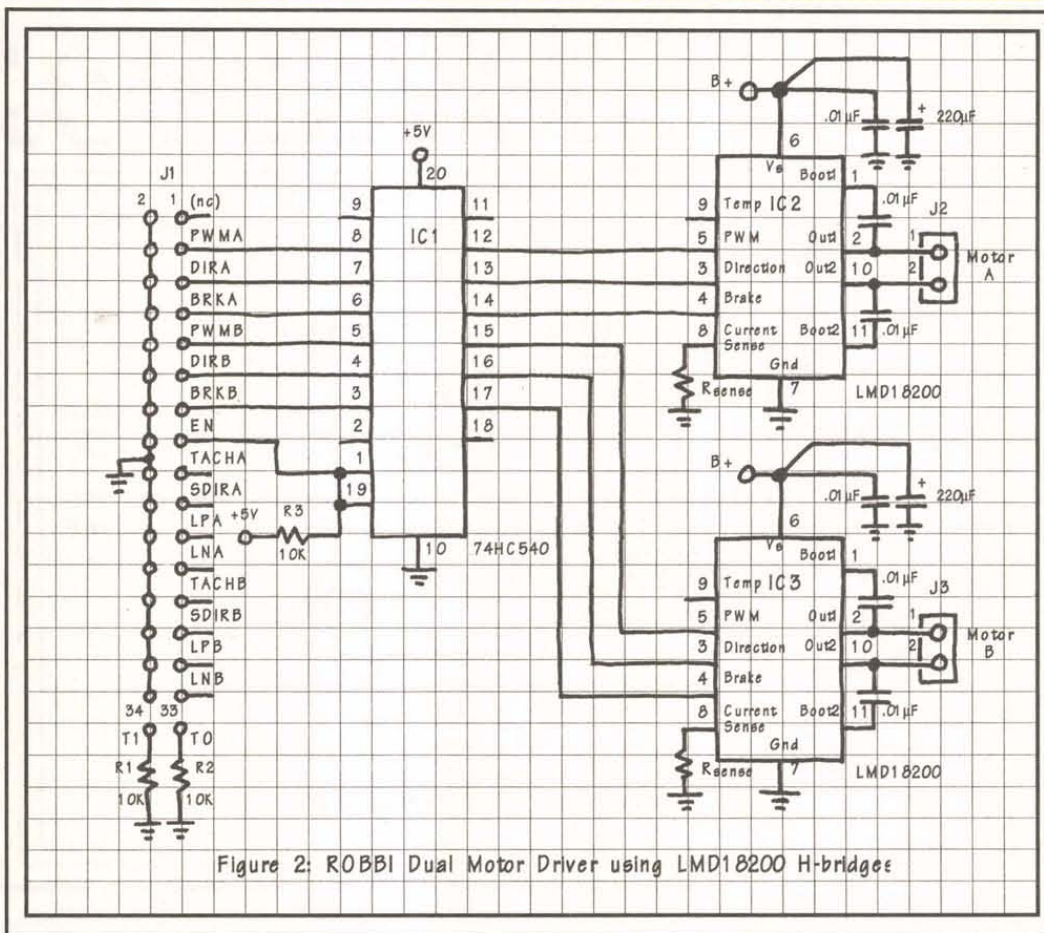 J1
2 1 (nc)
PWMA
DIRA
BRKA
PWMB
DIRB
BRKB
EN
TACHA
SDIRA
LPA
LNA
TACHB
SDIRB
LPB
LNB
34 33
T1 T0
R1 R2
10K 10K
+5V
R3
10K
+5V
20
IC1
9
8
7
6
5
4
3
2
1
19
11
12
13
14
15
16
17
18
10
74HC540
B+
.01µF
+
220µF
6
Vs
Boot1 1
9 Temp IC2
.01µF
5 PWM Out1 2
3 Direction Out2 10
4 Brake
8 Current Sense
Boot2 11
.01µF
Gnd
7
Rsense
LMD18200
J2
1
2
Motor
A
B+
.01µF
+
220µF
6
Vs
Boot1 1
9 Temp IC3
.01µF
5 PWM Out1 2
3 Direction Out2 10
4 Brake
8 Current Sense
Boot2 11
.01µF
Gnd
7
Rsense
LMD18200
J3
1
2
Motor
B
Figure 2: ROBBI Dual Motor Driver using LMD18200 H-bridges